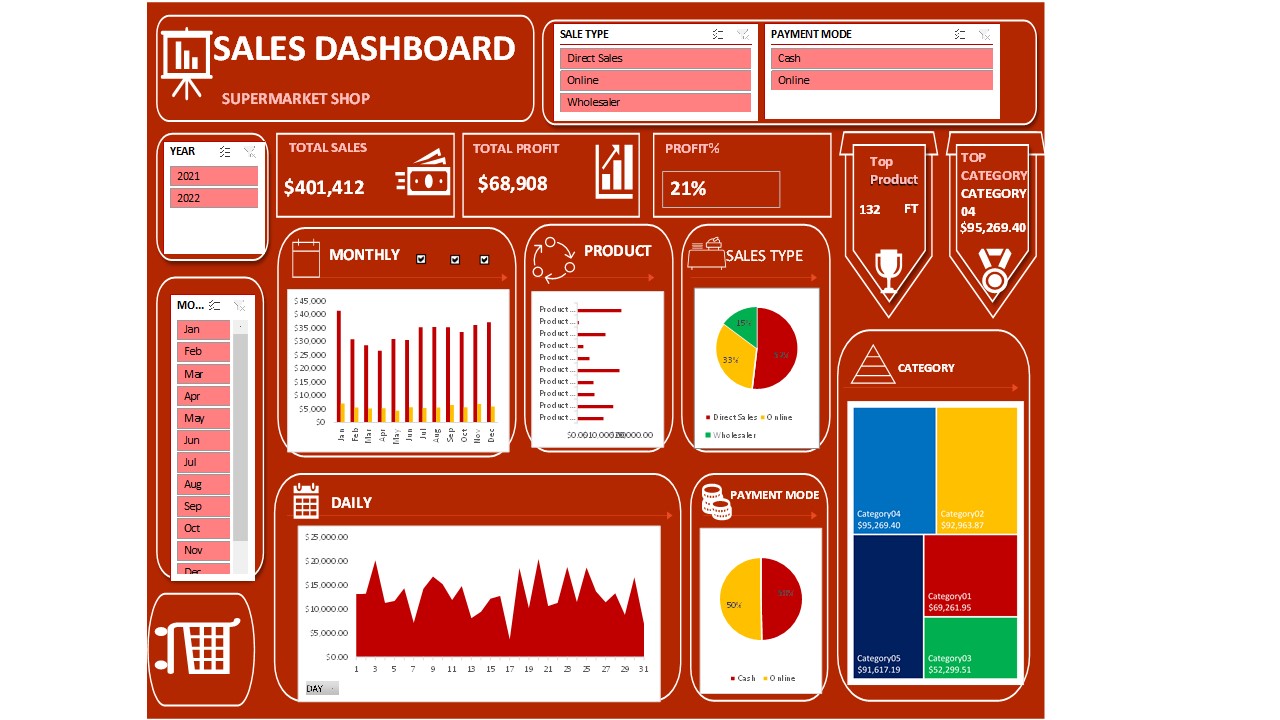 SALES DASHBOARD
SUPERMARKET SHOP
SALE TYPE
Direct Sales
Online
Wholesaler
PAYMENT MODE
Cash
Online
YEAR
2021
2022
TOTAL SALES
$401,412
TOTAL PROFIT
$68,908
PROFIT%
21%
Top
Product
132 FT
TOP
CATEGORY
CATEGORY
04
$95,269.40
MO...
Jan
Feb
Mar
Apr
May
Jun
Jul
Aug
Sep
Oct
Nov
Dec
MONTHLY
$45,000
$40,000
$35,000
$30,000
$25,000
$20,000
$15,000
$10,000
$5,000
$0
Jan Feb Mar Apr May Jun Jul Aug Sep Oct Nov Dec
PRODUCT
Product...
Product...
Product...
Product...
Product...
Product...
Product...
Product...
Product...
Product...
SALES TYPE
15%
33%
52%
Direct Sales Online
Wholesaler
CATEGORY
Category04
$95,269.40
Category02
$92,963.87
Category01
$69,261.95
Category05
$91,617.19
Category03
$52,299.51
DAILY
$25,000.00
$20,000.00
$15,000.00
$10,000.00
$5,000.00
$0.00
1 3 5 7 9 11 13 15 17 19 21 23 25 27 29 31
DAY
PAYMENT MODE
50%
50%
Cash Online